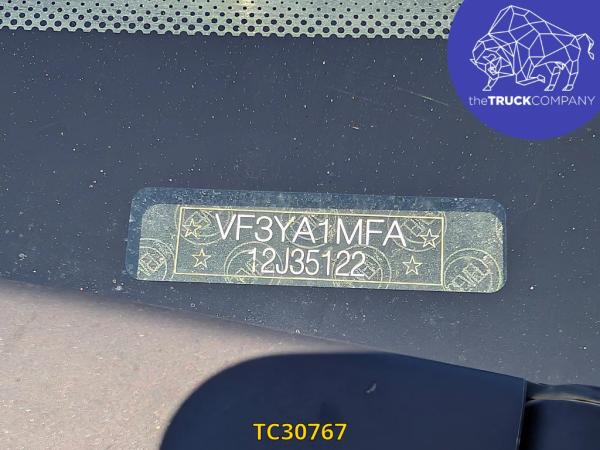 theTRUCKCOMPANY
VF3YA1MFA
12J35122
TC30767